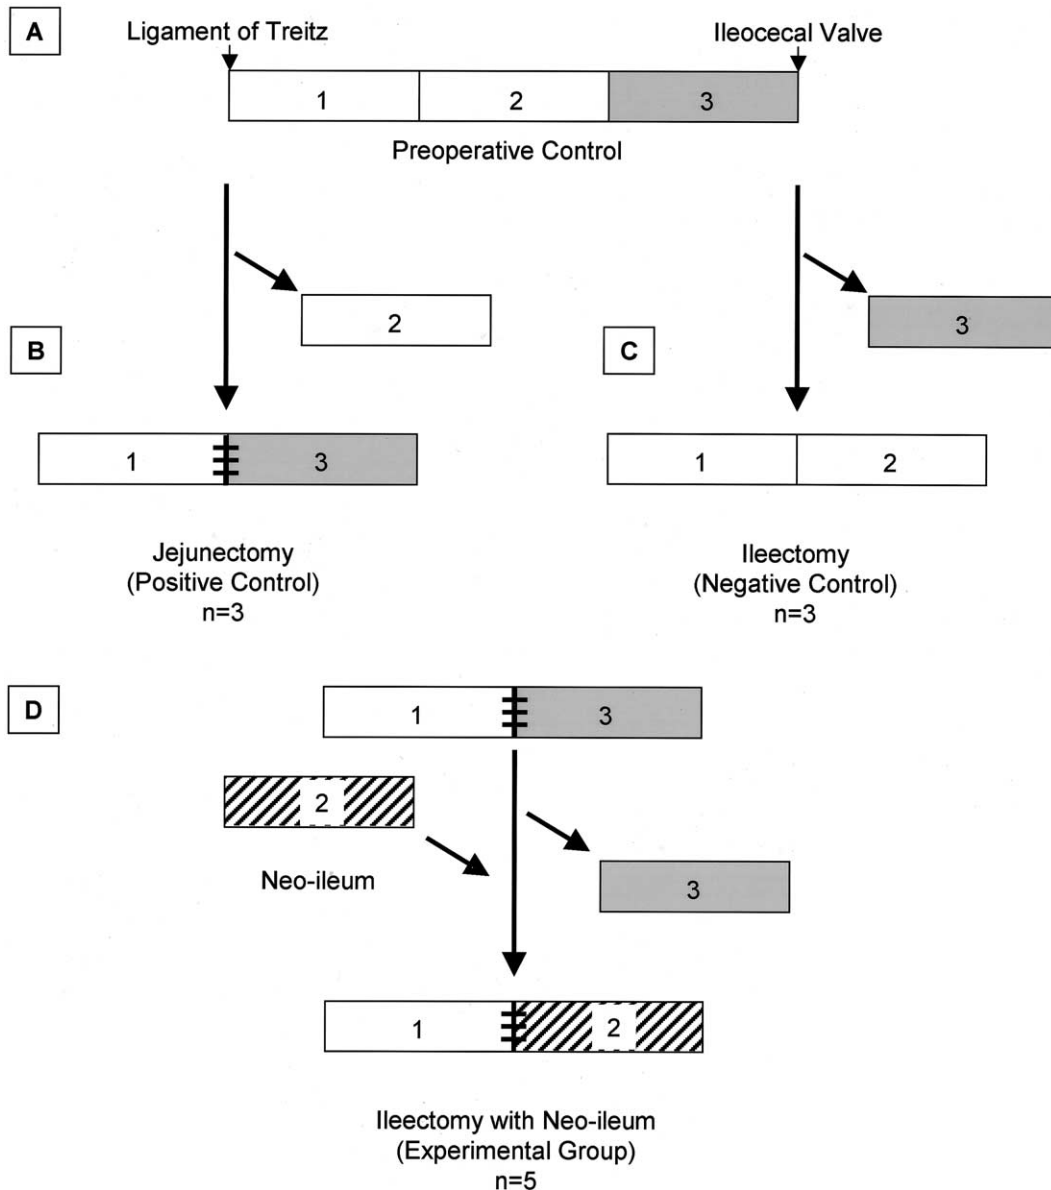 A
Ligament of Treitz
Ileocecal Valve
1
2
3
Preoperative Control
2
3
B
C
1
3
1
2
Jejunectomy
(Positive Control)
n=3
Ileectomy
(Negative Control)
n=3
D
1
3
2
Neo-ileum
3
1
2
Ileectomy with Neo-ileum
(Experimental Group)
n=5